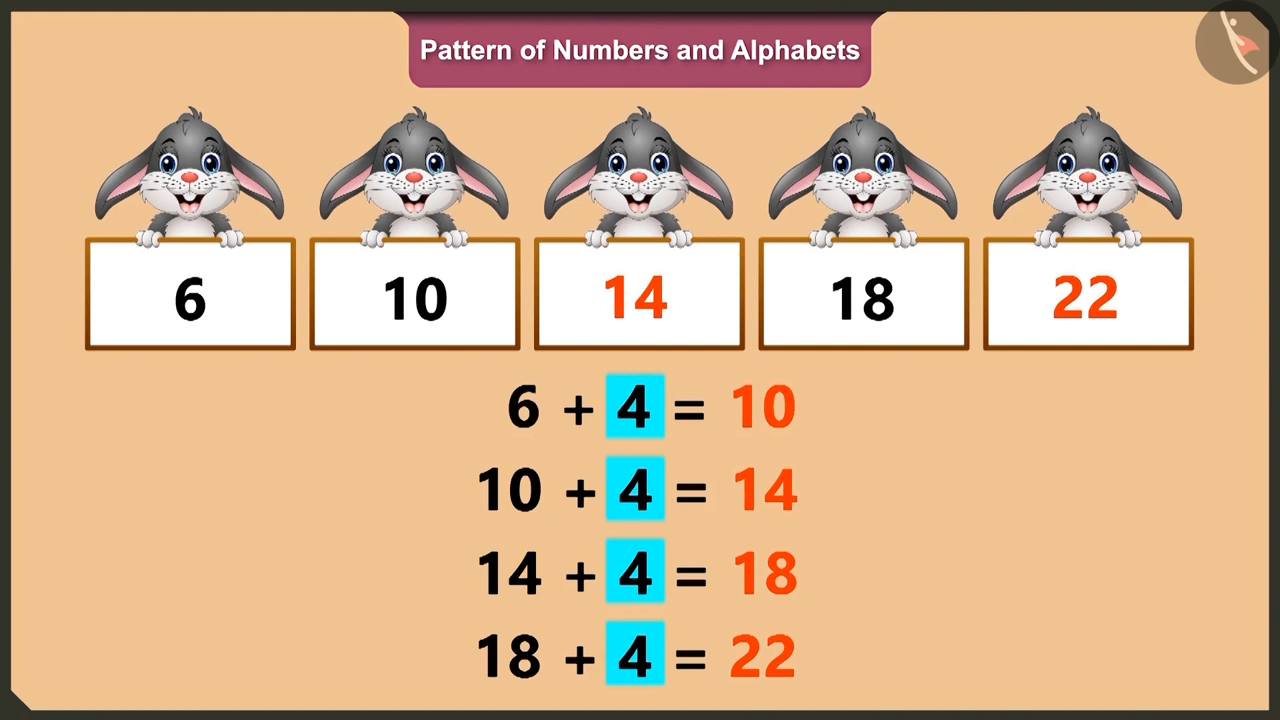 Pattern of Numbers and Alphabets
6 10 14 18 22
6 + 4 = 10
10 + 4 = 14
14 + 4 = 18
18 + 4 = 22